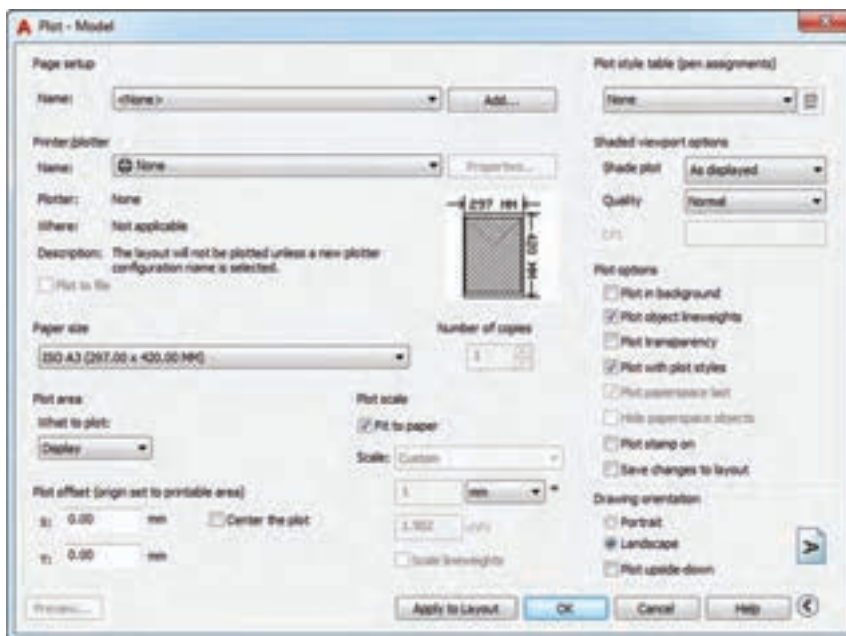 Plot - Model
Page setup
Name: <None> Add...
Printer/plotter
Name: None Properties...
Plotter: None
Where: Not applicable
Description: The layout will not be plotted unless a new plotter
configuration name is selected.
Plot to file
297 MM
420 MM
Paper size
ISO A3 (297.00 x 420.00 MM)
Number of copies
1
Plot area
What to plot:
Display
Plot offset (origin set to printable area)
X: 0.00 mm Center the plot
Y: 0.00 mm
Plot scale
Fit to paper
Scale: Custom
1 mm =
units
Scale lineweights
Plot style table (pen assignments)
None
Shaded viewport options
Shade plot As displayed
Quality Normal
DPI
Plot options
Plot in background
Plot object lineweights
Plot transparency
Plot with plot styles
Plot paperspace last
Hide paperspace objects
Plot stamp on
Save changes to layout
Drawing orientation
Portrait
Landscape
Plot upside-down
A
Preview... Apply to Layout OK Cancel Help